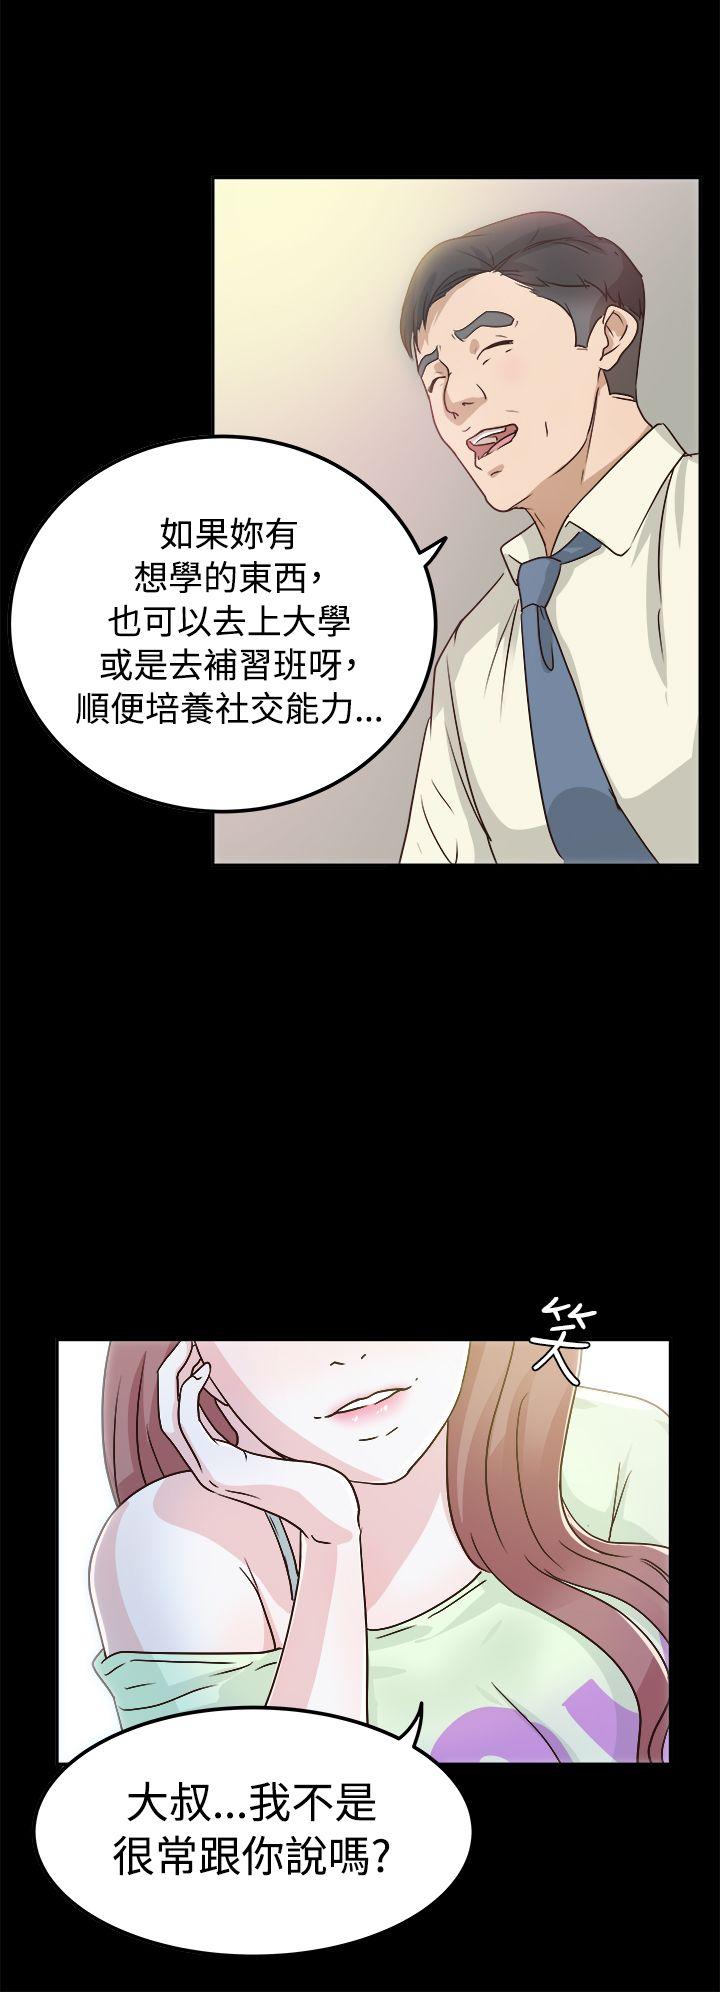 如果妳有
想學的東西，
也可以去上大學
或是去補習班呀，
順便培養社交能力...
笑
大叔...我不是
很常跟你說嗎?